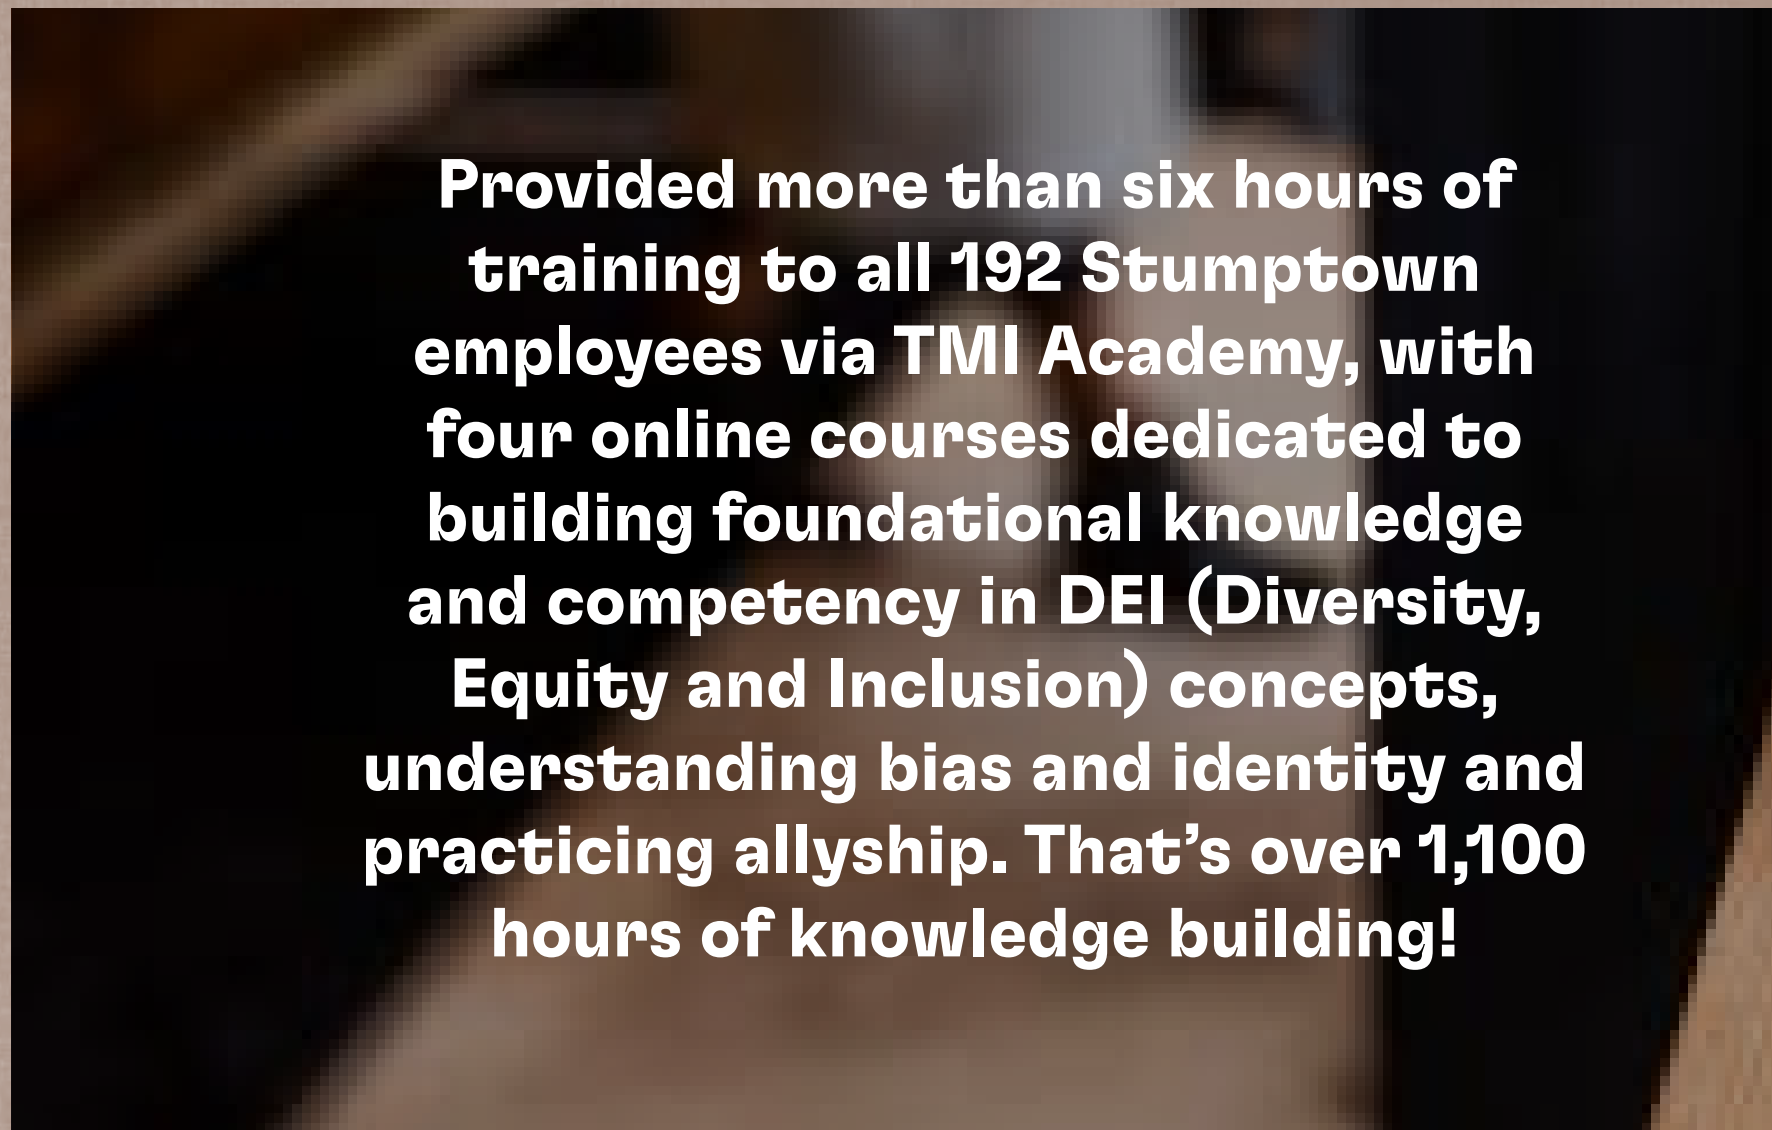 Provided more than six hours of
training to all 192 Stumptown
employees via TMI Academy, with
four online courses dedicated to
building foundational knowledge
and competency in DEI (Diversity,
Equity and Inclusion) concepts,
understanding bias and identity and
practicing allyship. That’s over 1,100
hours of knowledge building!